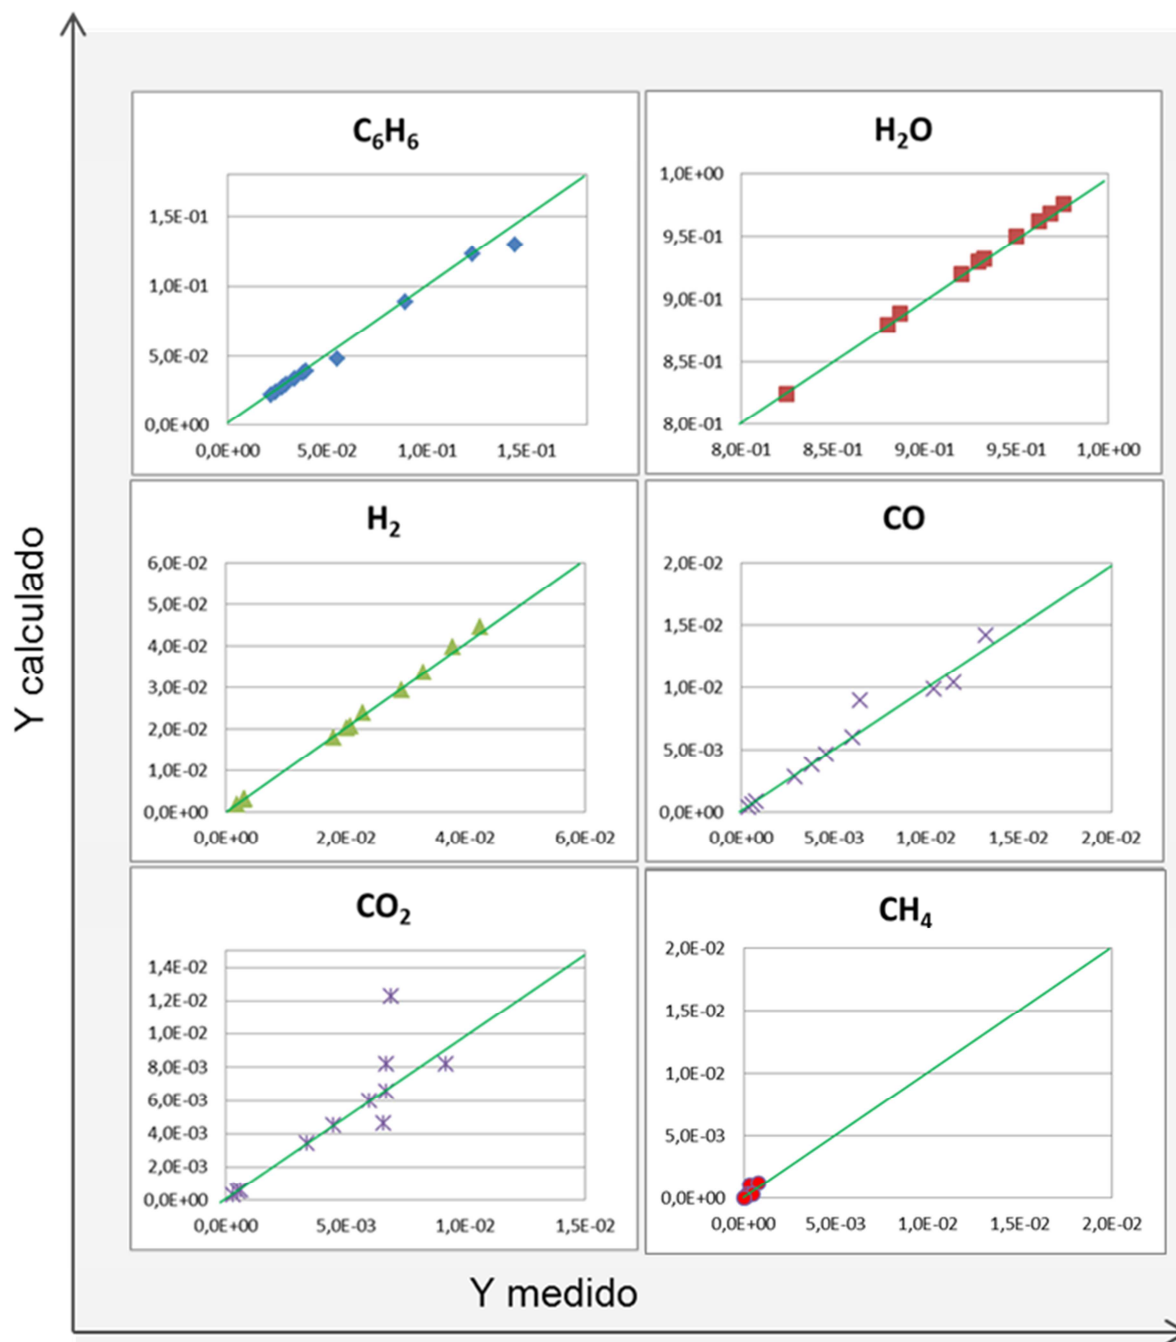 Y calculado
C₆H₆
1,5E-01
1,0E-01
5,0E-02
0,0E+00
0,0E+00 5,0E-02 1,0E-01 1,5E-01
H₂O
1,0E+00
9,5E-01
9,0E-01
8,5E-01
8,0E-01
8,0E-01 8,5E-01 9,0E-01 9,5E-01 1,0E+00
H₂
6,0E-02
5,0E-02
4,0E-02
3,0E-02
2,0E-02
1,0E-02
0,0E+00
0,0E+00 2,0E-02 4,0E-02 6,0E-02
CO
2,0E-02
1,5E-02
1,0E-02
5,0E-03
0,0E+00
0,0E+00 5,0E-03 1,0E-02 1,5E-02 2,0E-02
CO₂
1,4E-02
1,2E-02
1,0E-02
8,0E-03
6,0E-03
4,0E-03
2,0E-03
0,0E+00
0,0E+00 5,0E-03 1,0E-02 1,5E-02
CH₄
2,0E-02
1,5E-02
1,0E-02
5,0E-03
0,0E+00
0,0E+00 5,0E-03 1,0E-02 1,5E-02 2,0E-02
Y medido